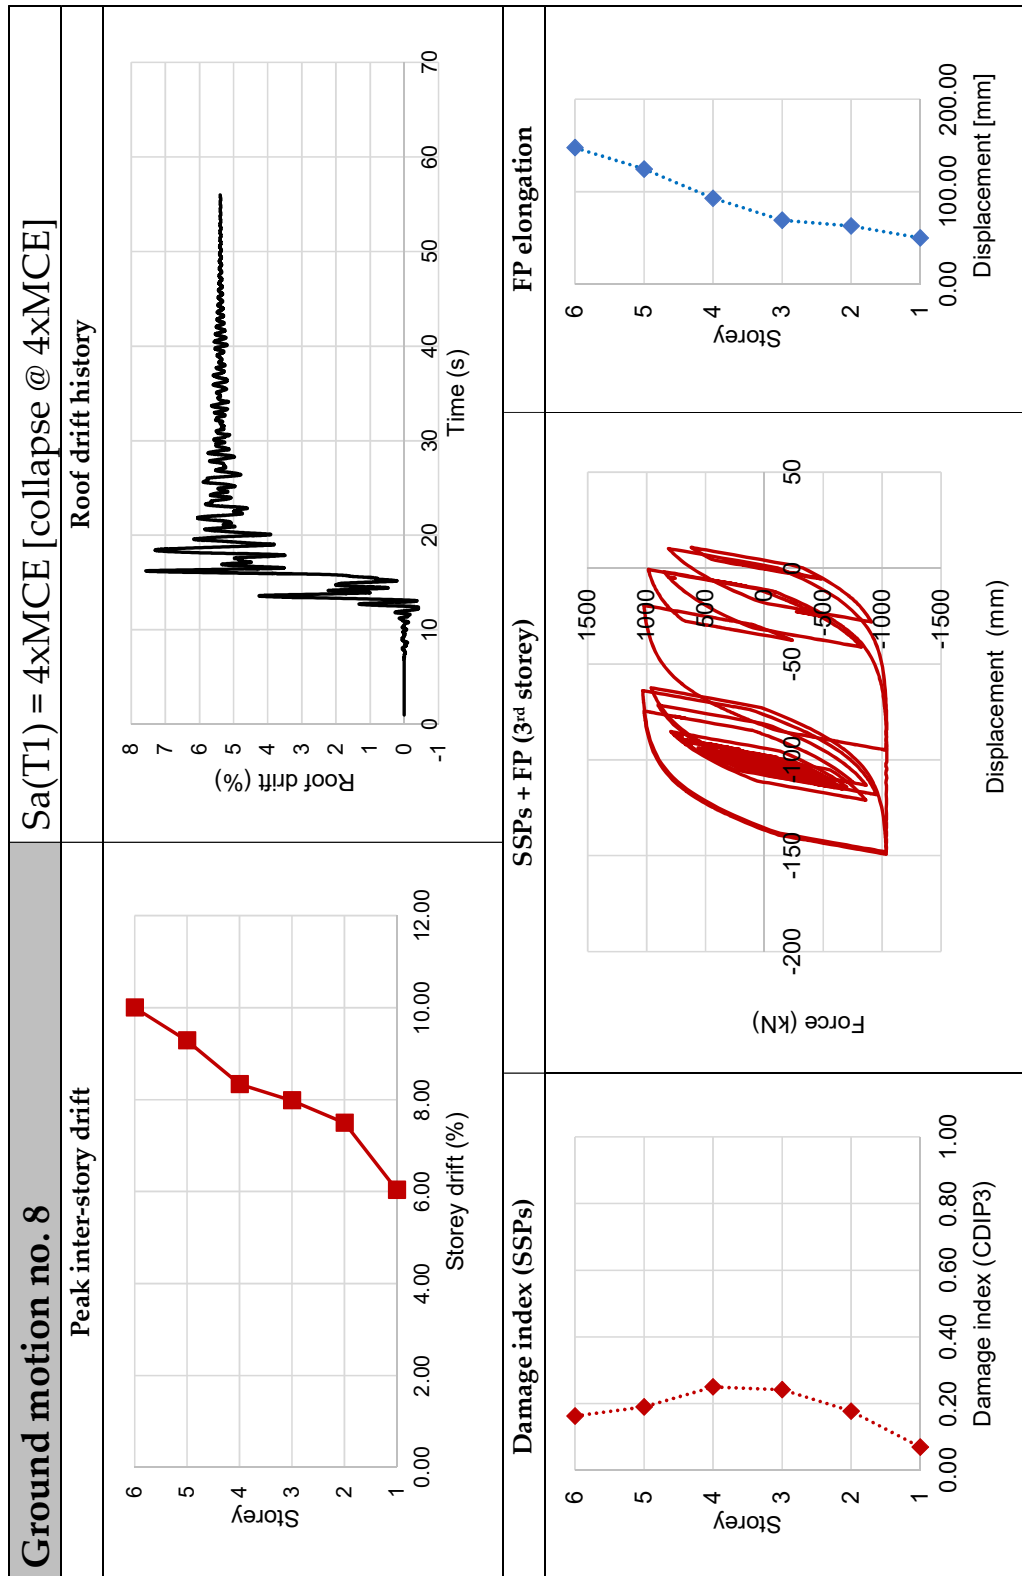 Ground motion no. 8
Sa(T1) = 4xMCE [collapse @ 4xMCE]
Peak inter-story drift
Roof drift history
Storey
6
5
4
3
2
1
0.00 2.00 4.00 6.00 8.00 10.00 12.00
Storey drift (%)
Roof drift (%)
8
7
6
5
4
3
2
1
0
-1
0 10 20 30 40 50 60 70
Time (s)
Damage index (SSPs)
SSPs + FP (3rd storey)
FP elongation
Storey
6
5
4
3
2
1
0.00 0.20 0.40 0.60 0.80 1.00
Damage index (CDIP3)
Force (kN)
1500
1000
500
0
-500
-1000
-1500
-200 -150 -100 -50 0 50
Displacement (mm)
Storey
6
5
4
3
2
1
0.00 100.00 200.00
Displacement [mm]